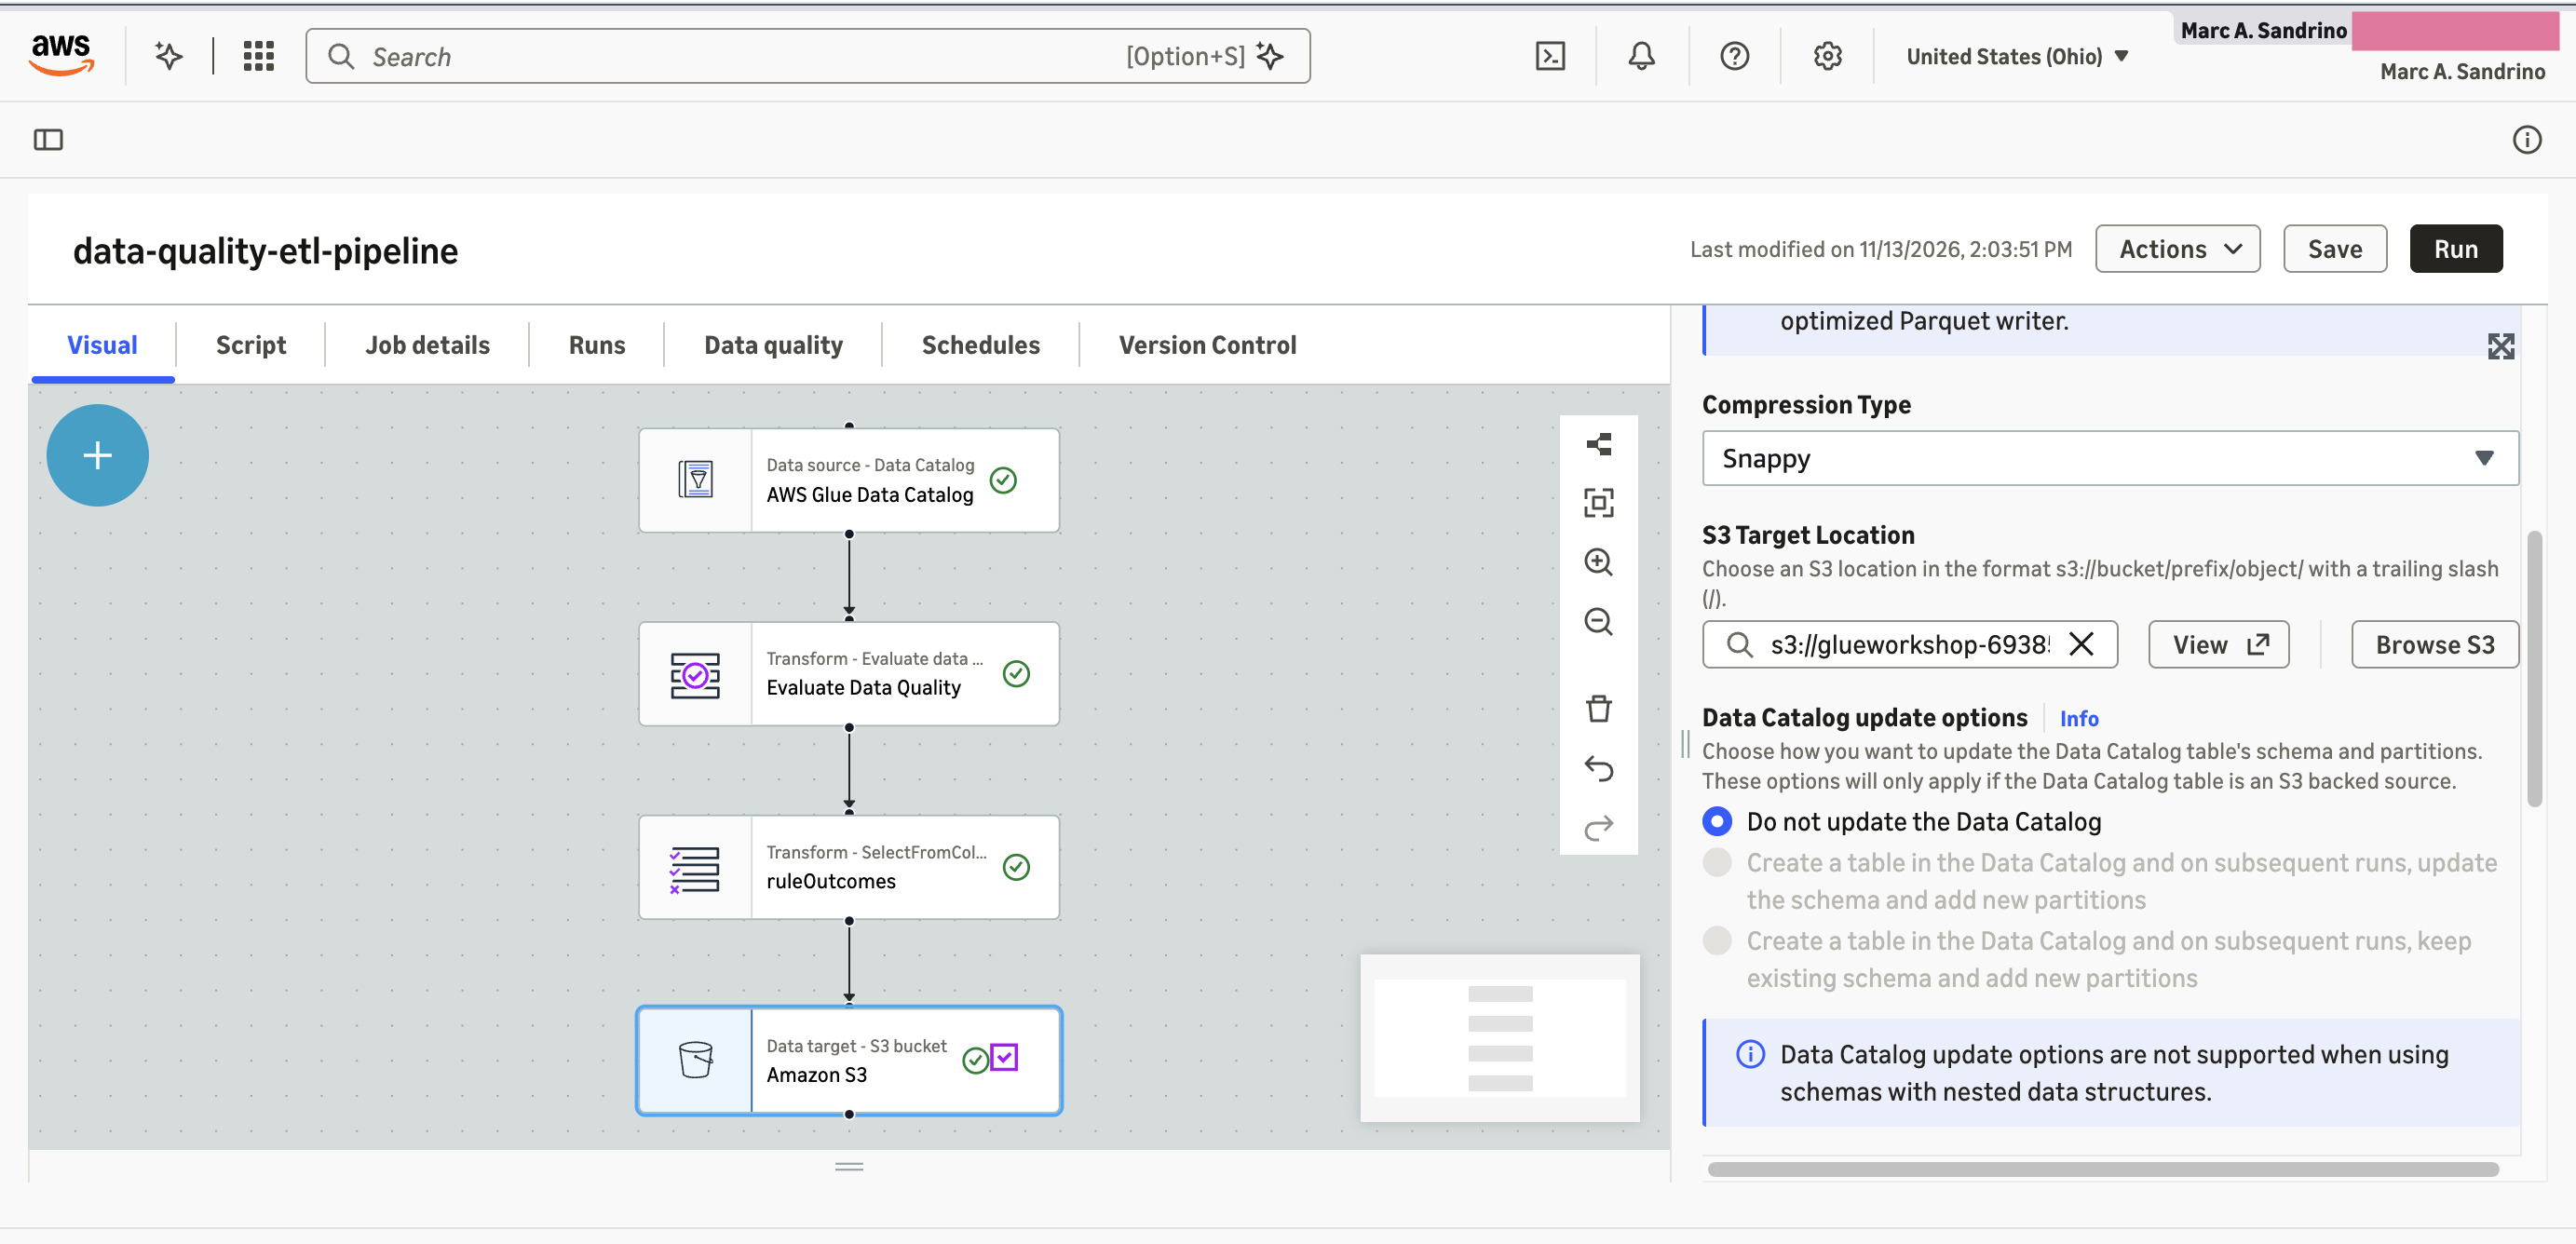 aws
Search
[Option+S]
United States (Ohio)
Marc A. Sandrino
Marc A. Sandrino
data-quality-etl-pipeline
Last modified on 11/13/2026, 2:03:51 PM
Actions
Save
Run
Visual
Script
Job details
Runs
Data quality
Schedules
Version Control
Data source - Data Catalog
AWS Glue Data Catalog
Transform - Evaluate data ...
Evaluate Data Quality
Transform - SelectFromCol...
ruleOutcomes
Data target - S3 bucket
Amazon S3
optimized Parquet writer.
Compression Type
Snappy
S3 Target Location
Choose an S3 location in the format s3://bucket/prefix/object/ with a trailing slash
(/).
s3://glueworkshop-6938
View
Browse S3
Data Catalog update options
Info
Choose how you want to update the Data Catalog table's schema and partitions.
These options will only apply if the Data Catalog table is an S3 backed source.
Do not update the Data Catalog
Create a table in the Data Catalog and on subsequent runs, update
the schema and add new partitions
Create a table in the Data Catalog and on subsequent runs, keep
existing schema and add new partitions
Data Catalog update options are not supported when using
schemas with nested data structures.